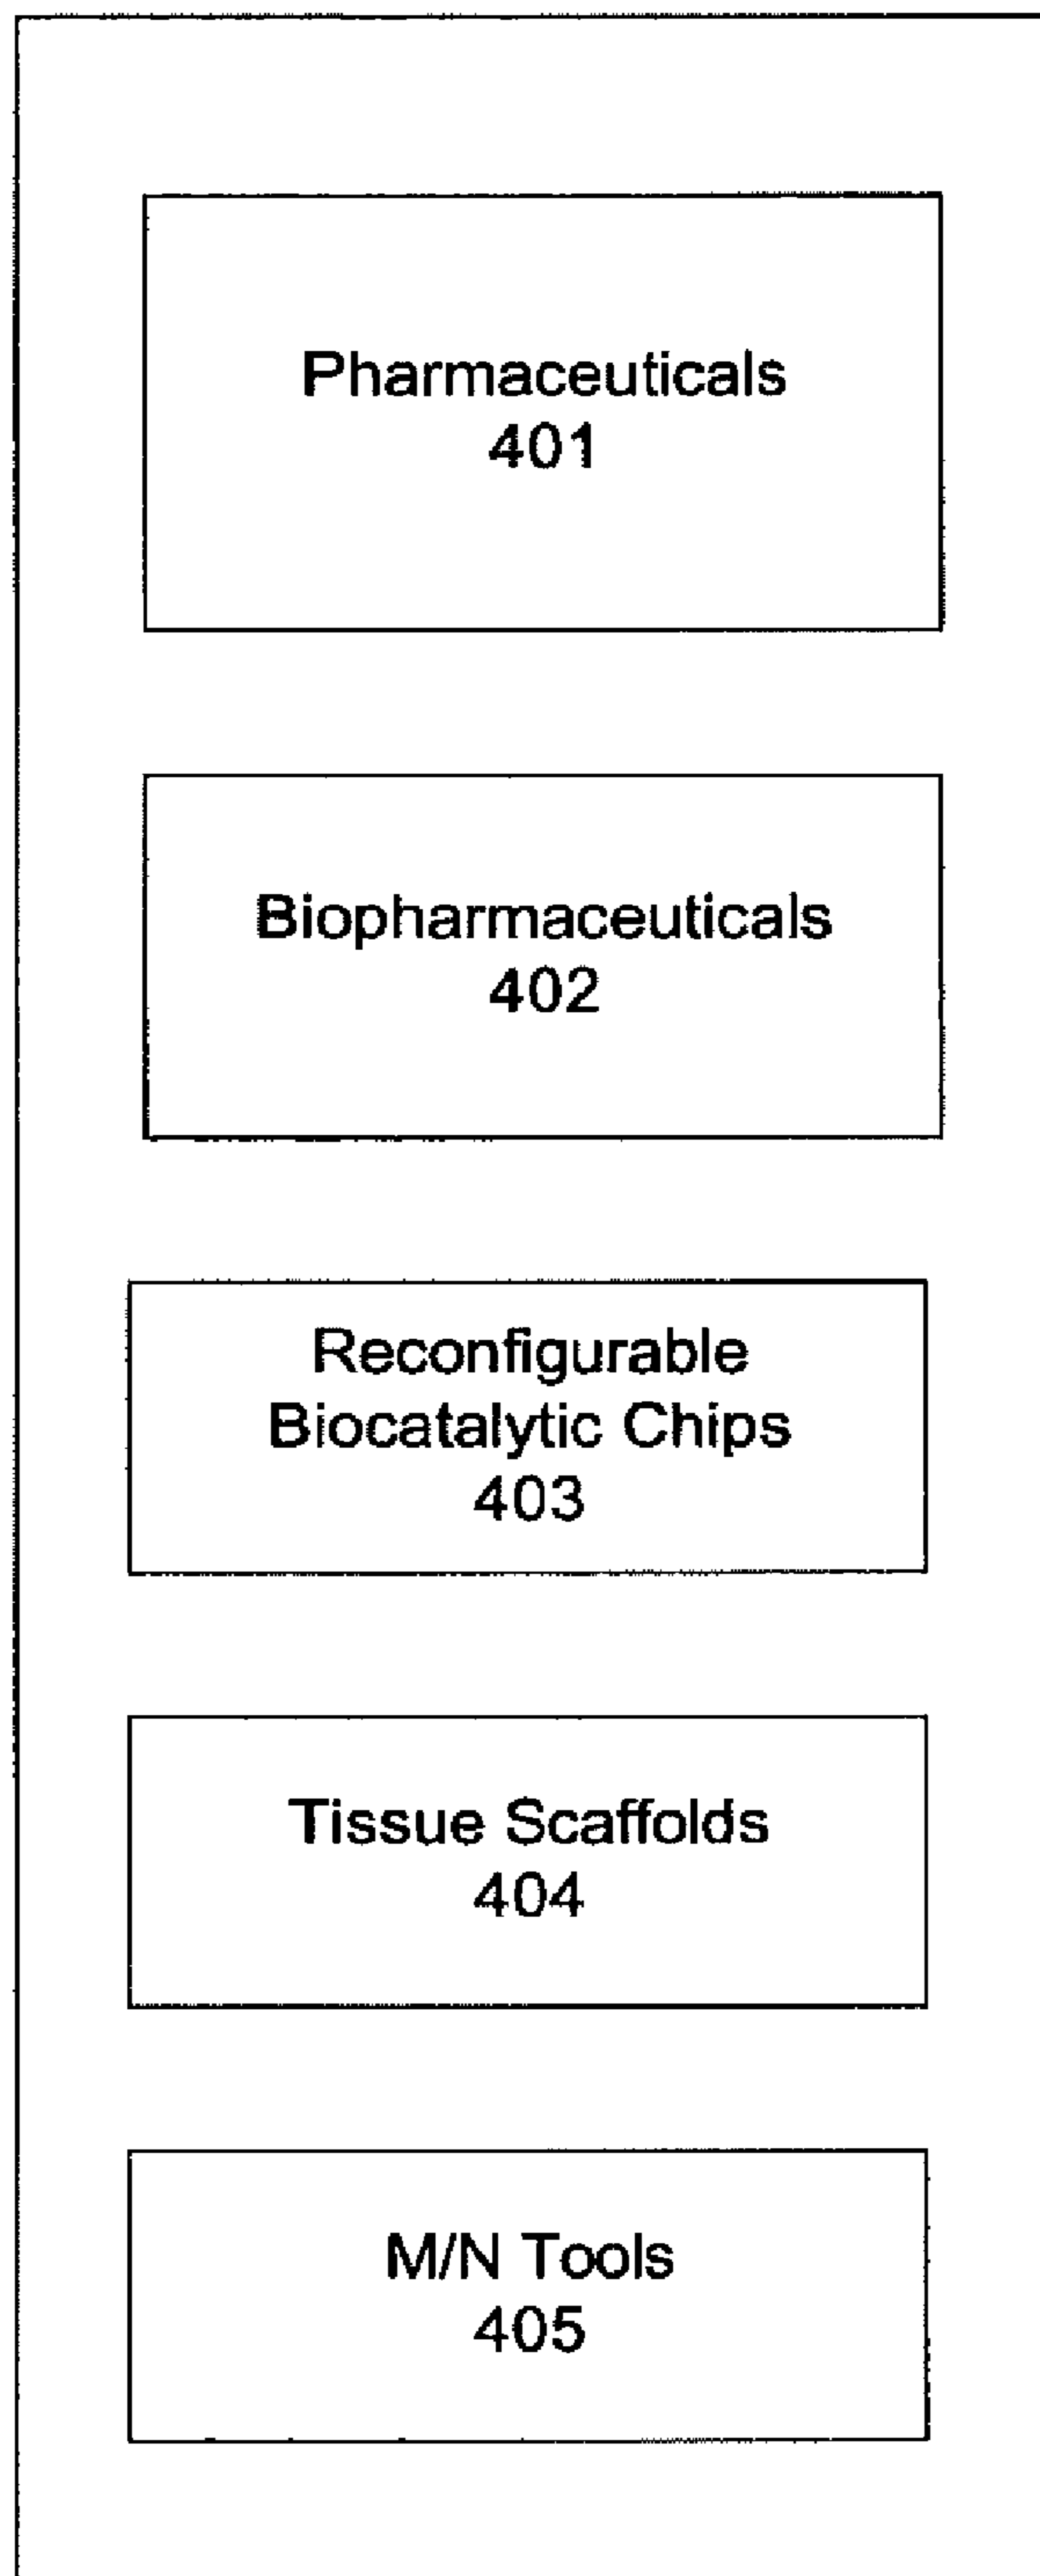 Pharmaceuticals
401
Biopharmaceuticals
402
Reconfigurable
Biocatalytic Chips
403
Tissue Scaffolds
404
M/N Tools
405